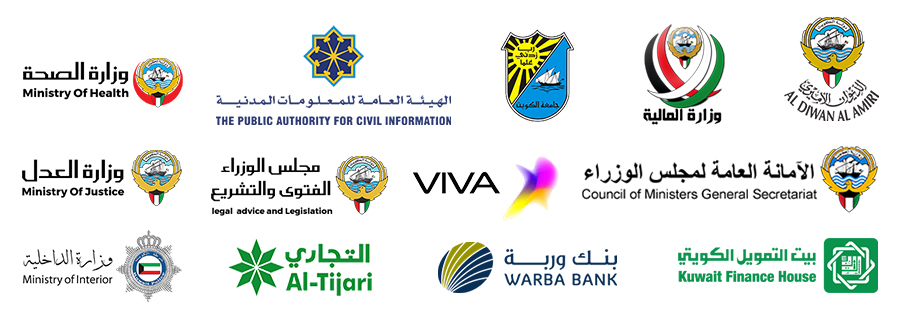 وزارة الصحة
Ministry Of Health
الهيئة العامة للمعلومات المدنية
THE PUBLIC AUTHORITY FOR CIVIL INFORMATION
جامعة الكويت
وزارة المالية
الديوان الأميري
AL DIWAN AL AMIRI
وزارة العدل
Ministry Of Justice
مجلس الوزراء
الفتوى والتشريع
legal advice and Legislation
VIVA
الآمانة العامة لمجلس الوزراء
Council of Ministers General Secretariat
وزارة الداخلية
Ministry of Interior
التجاري
Al-Tijari
بنك وربة
WARBA BANK
بيت التمويل الكويتي
Kuwait Finance House